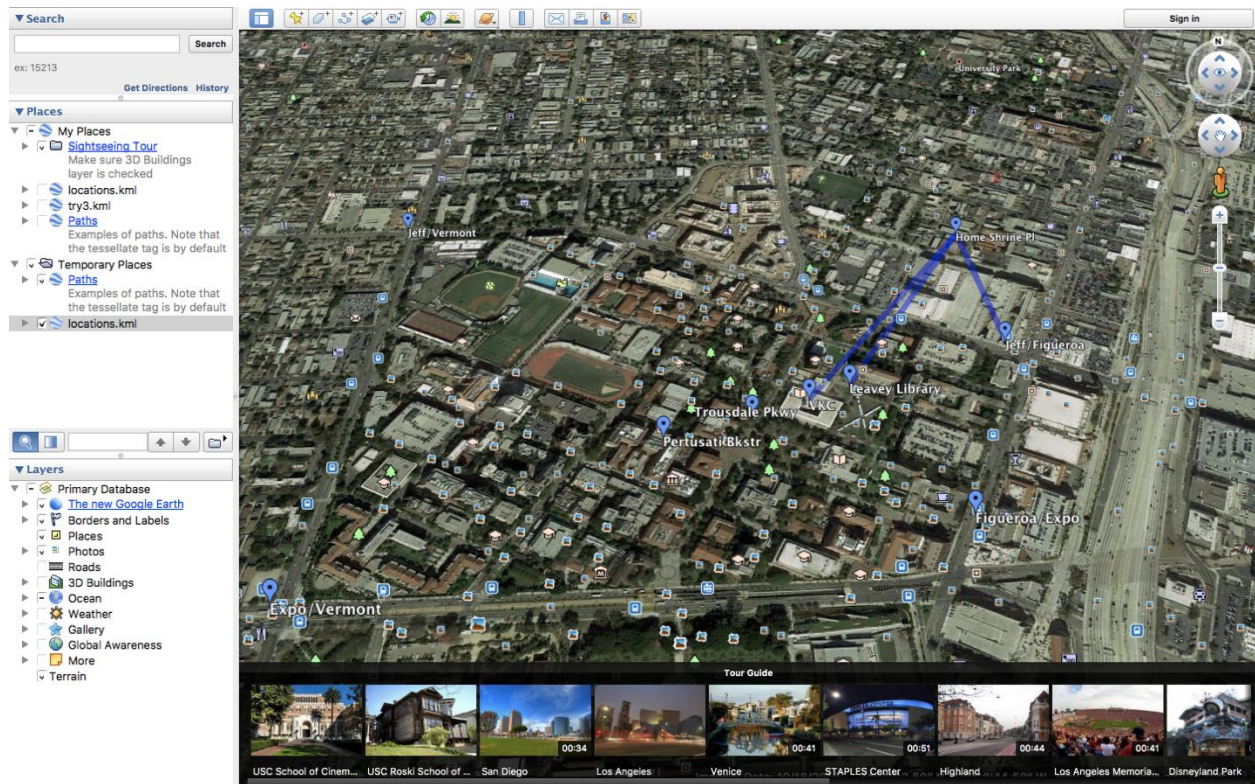 Search
Search
ex: 15213
Get Directions History
Places
My Places
Sightseeing Tour
Make sure 3D Buildings
layer is checked
locations.kml
try3.kml
Paths
Examples of paths. Note that
the tessellate tag is by default
Temporary Places
Paths
Examples of paths. Note that
the tessellate tag is by default
locations.kml
Layers
Primary Database
The new Google Earth
Borders and Labels
Places
Photos
Roads
3D Buildings
Ocean
Weather
Gallery
Global Awareness
More
Terrain
Sign in
N
University Park
Jeff/Vermont
Home Shrine Pl
Jeff/Figueroa
Leavey Library
VKC
Trousdale Pkwy
Pertusati Bkstr
Figueroa/Expo
Expo/Vermont
Tour Guide
00:34
00:41
00:51
00:44
00:41
USC School of Cinem...
USC Roski School of ...
San Diego
Los Angeles
Venice
STAPLES Center
Highland
Los Angeles Memoria...
Disneyland Park